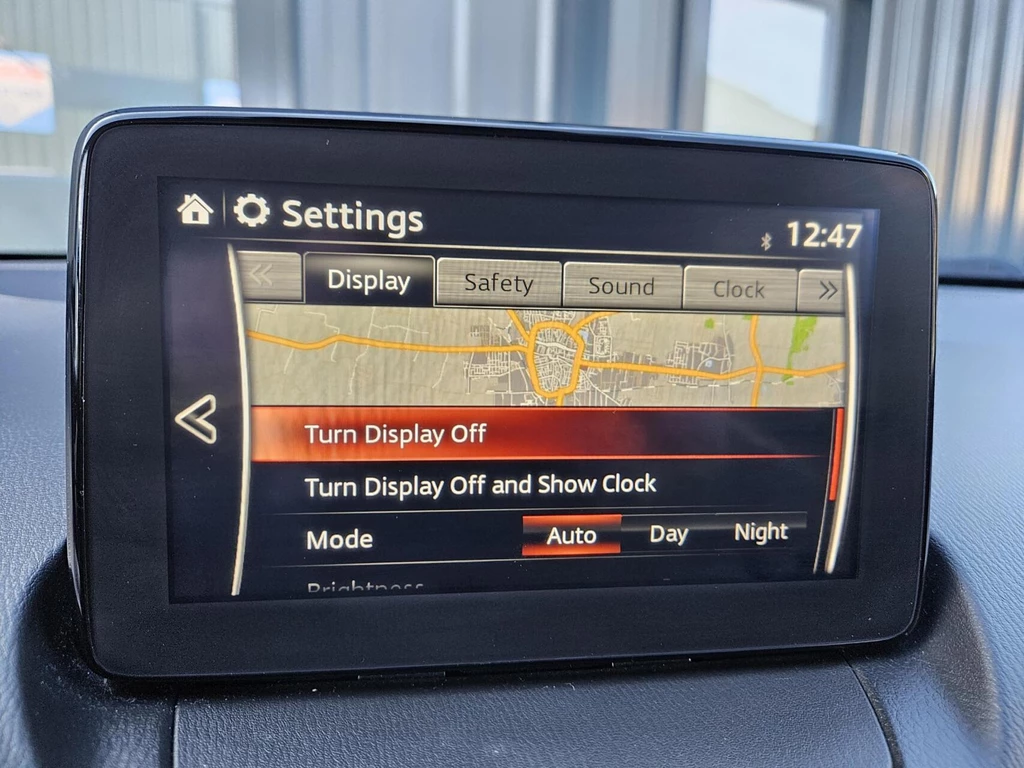 Settings
12:47
Display Safety Sound Clock
Turn Display Off
Turn Display Off and Show Clock
Mode Auto Day Night
Brightness